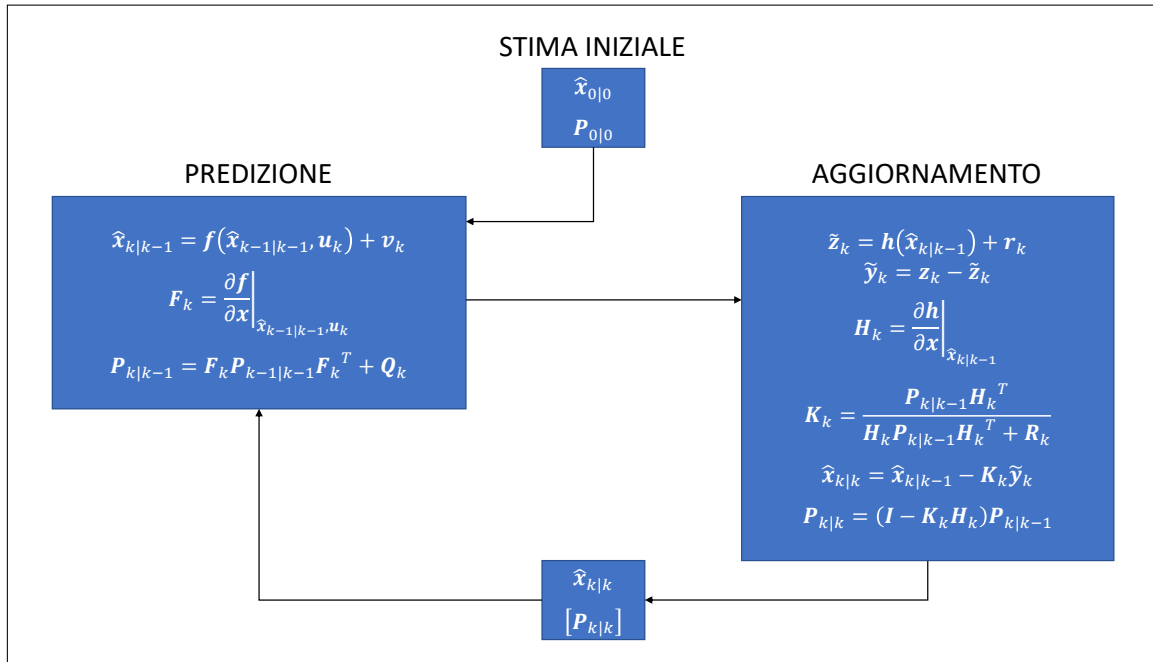 STIMA INIZIALE
x̂₀|₀
P₀|₀
PREDIZIONE
x̂ₖ|ₖ₋₁ = f(x̂ₖ₋₁|ₖ₋₁, uₖ) + vₖ
Fₖ = ∂f/∂x |x̂ₖ₋₁|ₖ₋₁,uₖ
Pₖ|ₖ₋₁ = FₖPₖ₋₁|ₖ₋₁Fₖᵀ + Qₖ
AGGIORNAMENTO
z̃ₖ = h(x̂ₖ|ₖ₋₁) + rₖ
ỹₖ = zₖ − z̃ₖ
Hₖ = ∂h/∂x |x̂ₖ|ₖ₋₁
Kₖ = Pₖ|ₖ₋₁Hₖᵀ / HₖPₖ|ₖ₋₁Hₖᵀ + Rₖ
x̂ₖ|ₖ = x̂ₖ|ₖ₋₁ − Kₖỹₖ
Pₖ|ₖ = (I − KₖHₖ)Pₖ|ₖ₋₁
x̂ₖ|ₖ
[Pₖ|ₖ]